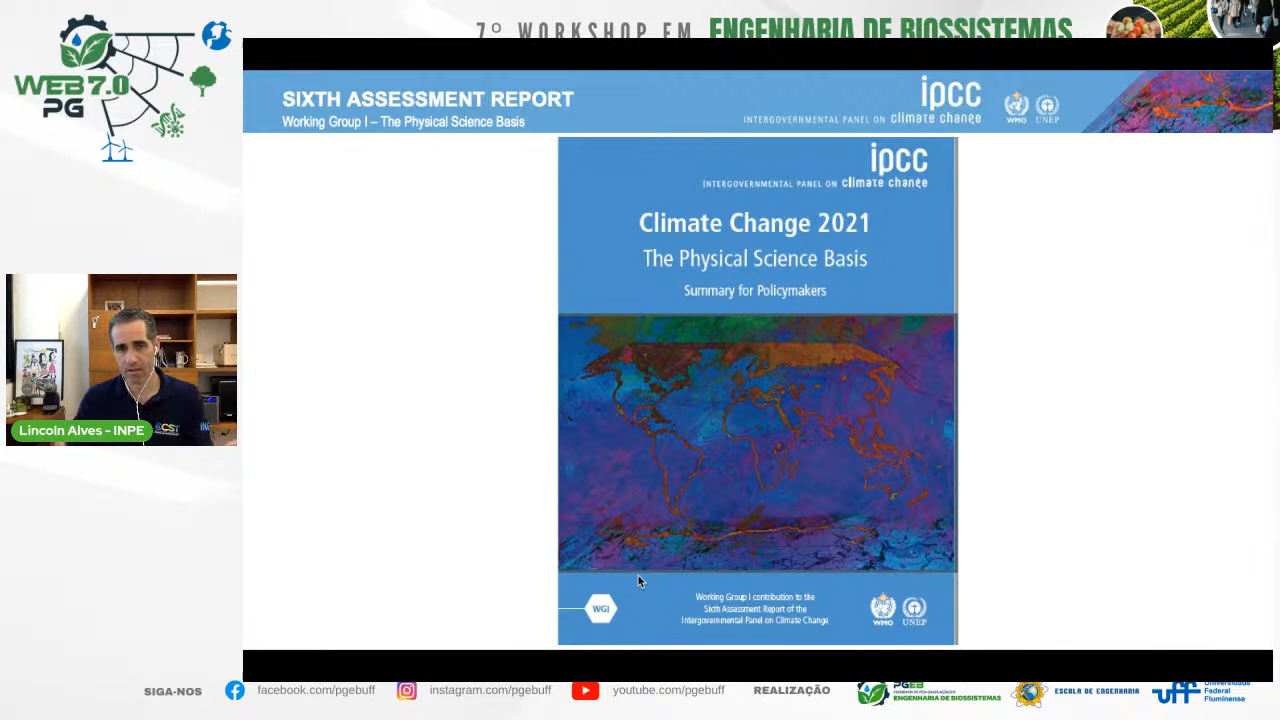 7º WORKSHOP EM ENGENHARIA DE BIOSSISTEMAS
WEB 7.0
PG
SIXTH ASSESSMENT REPORT
Working Group I – The Physical Science Basis
ipcc
INTERGOVERNMENTAL PANEL ON climate change
WMO
UNEP
ipcc
INTERGOVERNMENTAL PANEL ON climate change
Climate Change 2021
The Physical Science Basis
Summary for Policymakers
Lincoln Alves - INPE
WGI
Working Group I contribution to the
Sixth Assessment Report of the
Intergovernmental Panel on Climate Change
WMO
UNEP
SIGA-NOS
facebook.com/pgebuff
instagram.com/pgebuff
youtube.com/pgebuff
REALIZAÇÃO
PGEB
ENGENHARIA DE BIOSSISTEMAS
ESCOLA DE ENGENHARIA
uff
Universidade
Federal
Fluminense